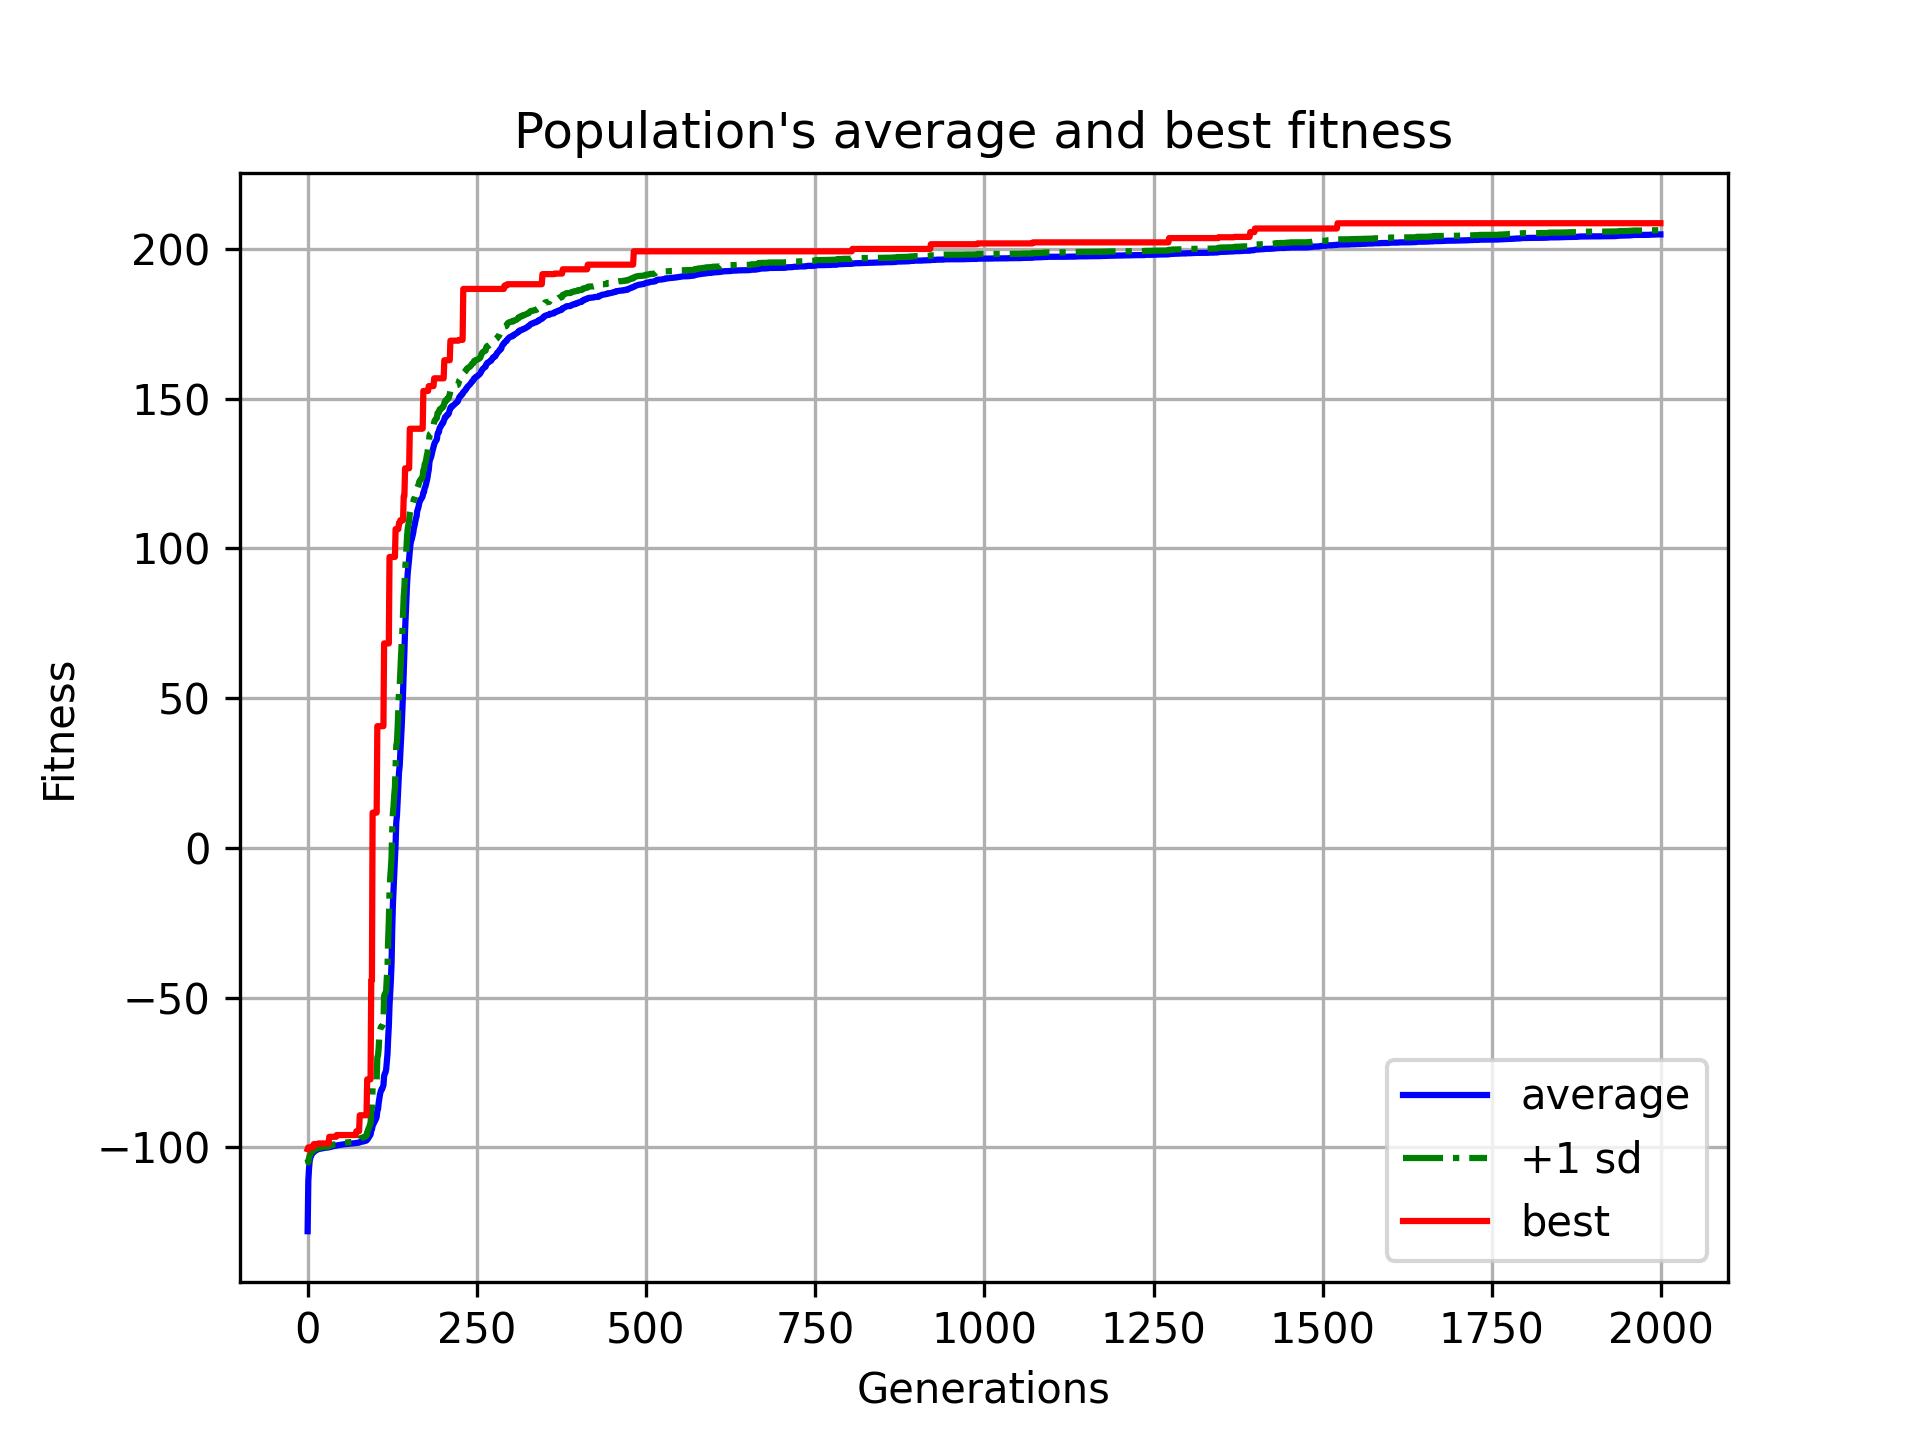 Population's average and best fitness
Fitness
200
150
100
50
0
−50
−100
0 250 500 750 1000 1250 1500 1750 2000
Generations
average
+1 sd
best